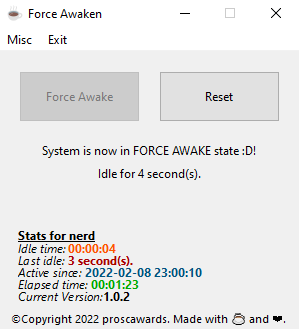 Force Awaken
Misc Exit
Force Awake Reset
System is now in FORCE AWAKE state :D!
Idle for 4 second(s).
Stats for nerd
Idle time: 00:00:04
Last idle: 3 second(s).
Active since: 2022-02-08 23:00:10
Elapsed time: 00:01:23
Current Version:1.0.2
©Copyright 2022 proscawards. Made with ☕ and ❤.